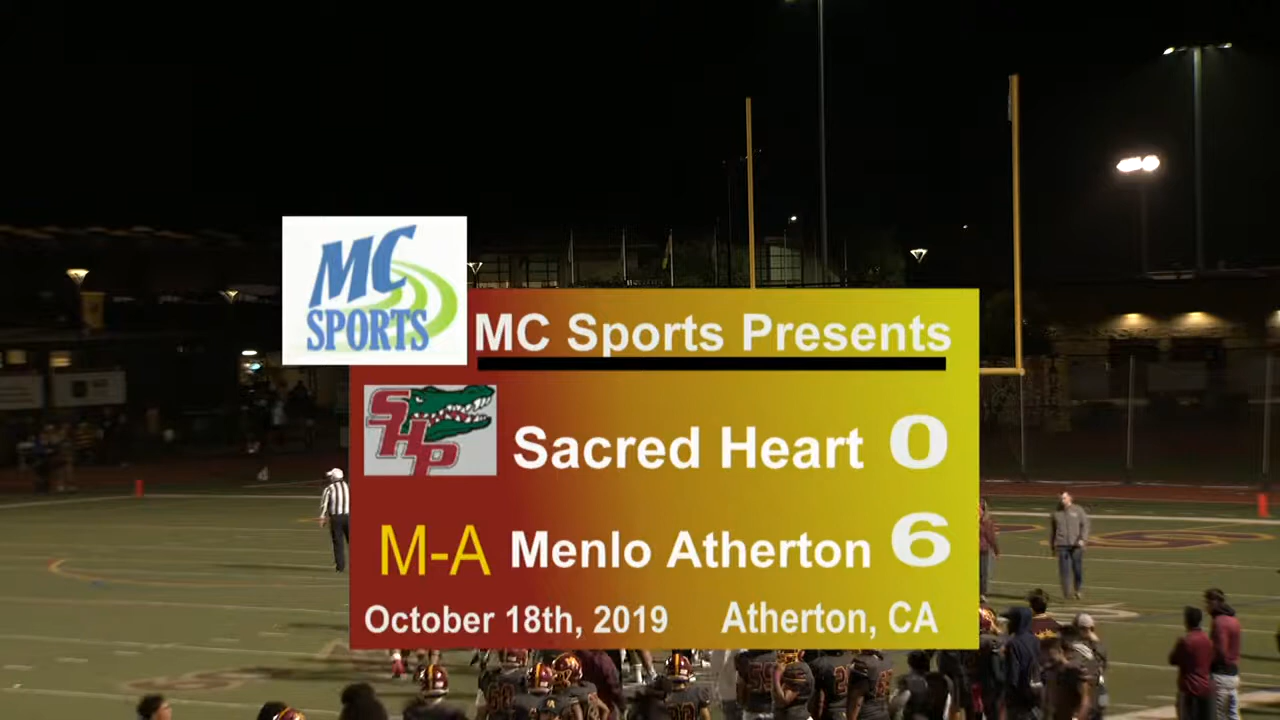 MC
SPORTS
MC Sports Presents
SHP
Sacred Heart 0
M-A Menlo Atherton 6
October 18th, 2019 Atherton, CA